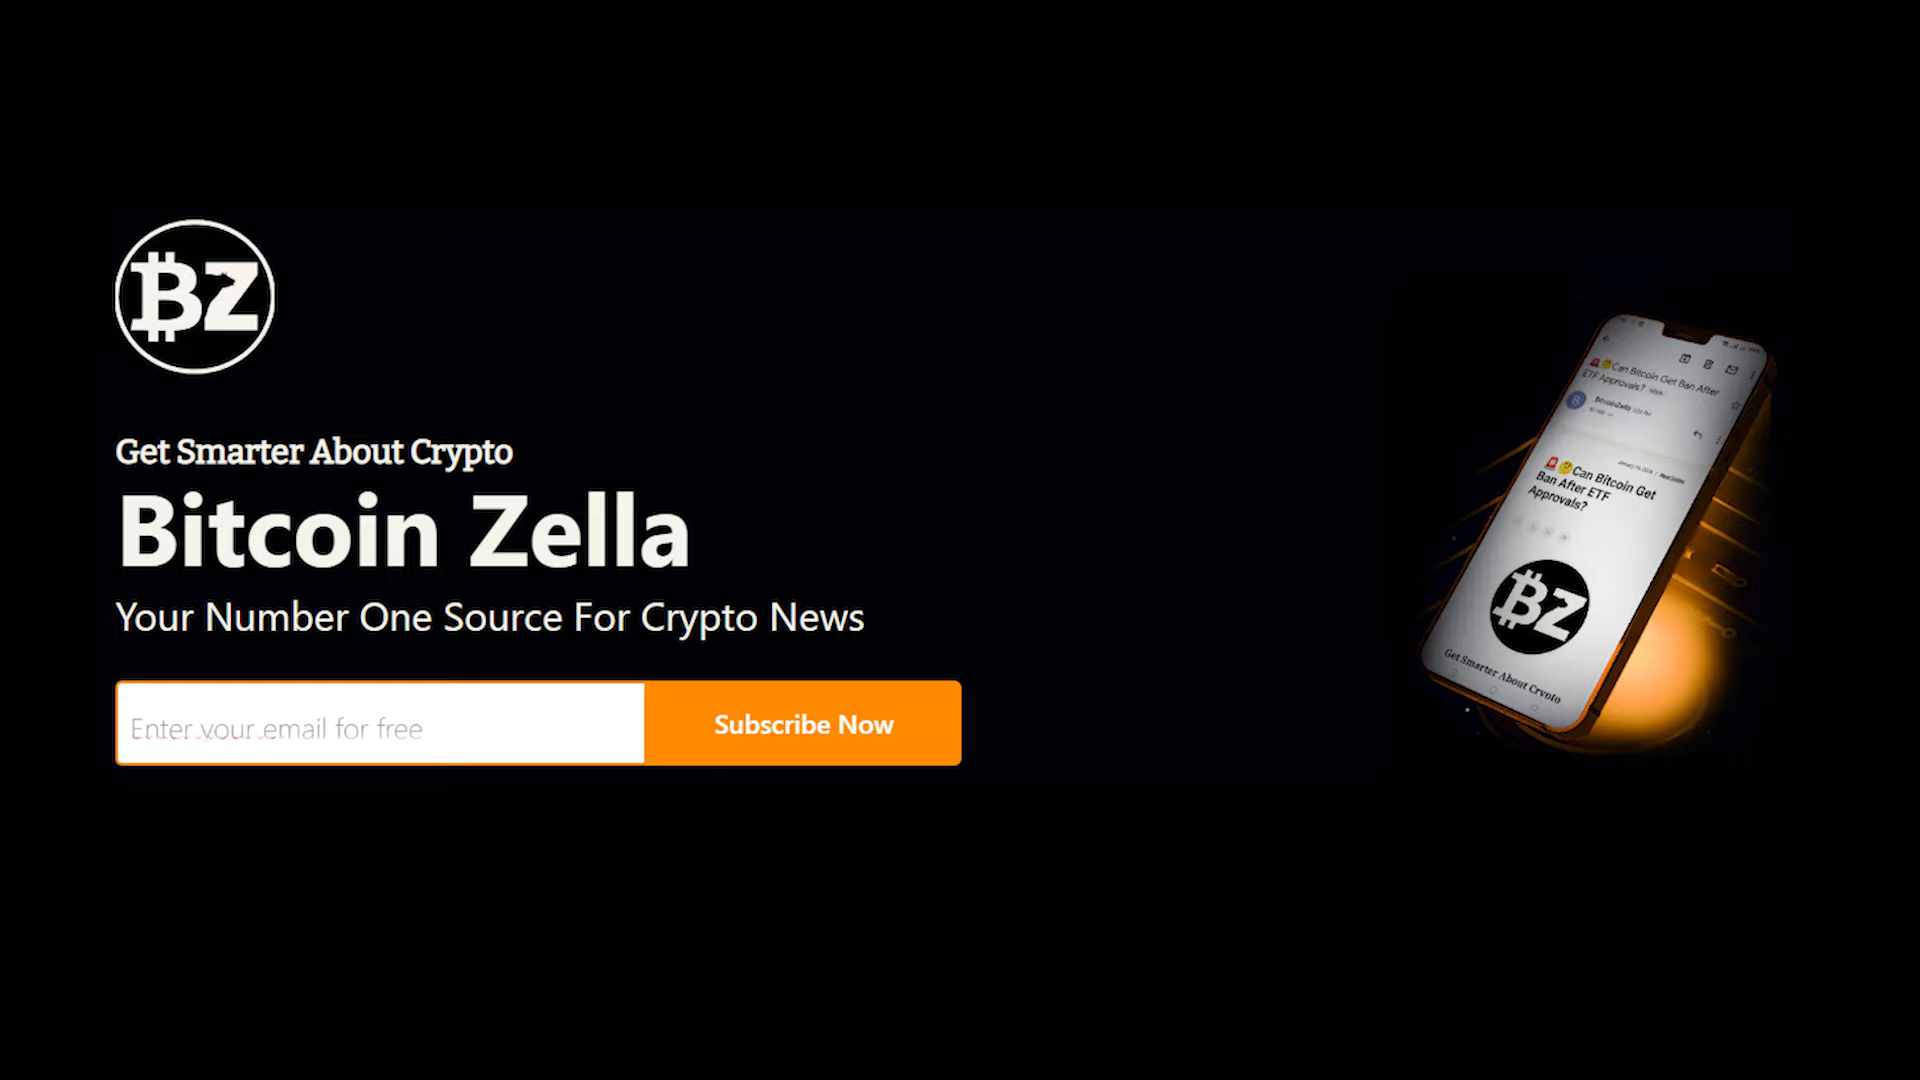 BZ
Get Smarter About Crypto
Bitcoin Zella
Your Number One Source For Crypto News
Enter your email for free
Subscribe Now
🚨🤔Can Bitcoin Get Ban After
ETF Approvals?
B
BitcoinZella
🚨🤔Can Bitcoin Get
Ban After ETF
Approvals?
BZ
Get Smarter About Crypto